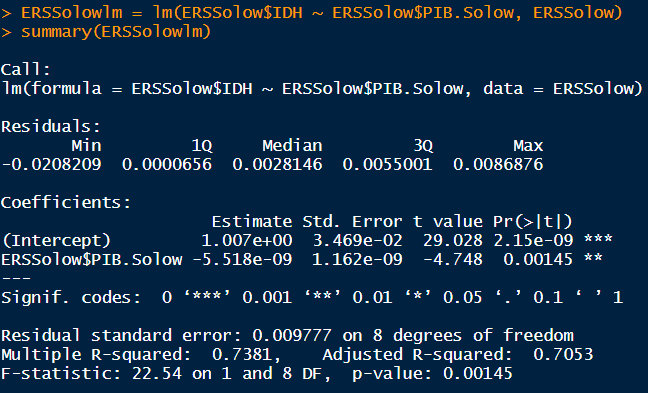 > ERSSolowlm = lm(ERSSolow$IDH ~ ERSSolow$PIB.Solow, ERSSolow)
> summary(ERSSolowlm)

Call:
lm(formula = ERSSolow$IDH ~ ERSSolow$PIB.Solow, data = ERSSolow)

Residuals:
       Min         1Q     Median         3Q        Max
-0.0208209  0.0000656  0.0028146  0.0055001  0.0086876

Coefficients:
                     Estimate Std. Error t value Pr(>|t|)
(Intercept)         1.007e+00  3.469e-02  29.028 2.15e-09 ***
ERSSolow$PIB.Solow -5.518e-09  1.162e-09  -4.748  0.00145 **
---
Signif. codes:  0 ‘***’ 0.001 ‘**’ 0.01 ‘*’ 0.05 ‘.’ 0.1 ‘ ’ 1

Residual standard error: 0.009777 on 8 degrees of freedom
Multiple R-squared:  0.7381,    Adjusted R-squared:  0.7053
F-statistic: 22.54 on 1 and 8 DF,  p-value: 0.00145